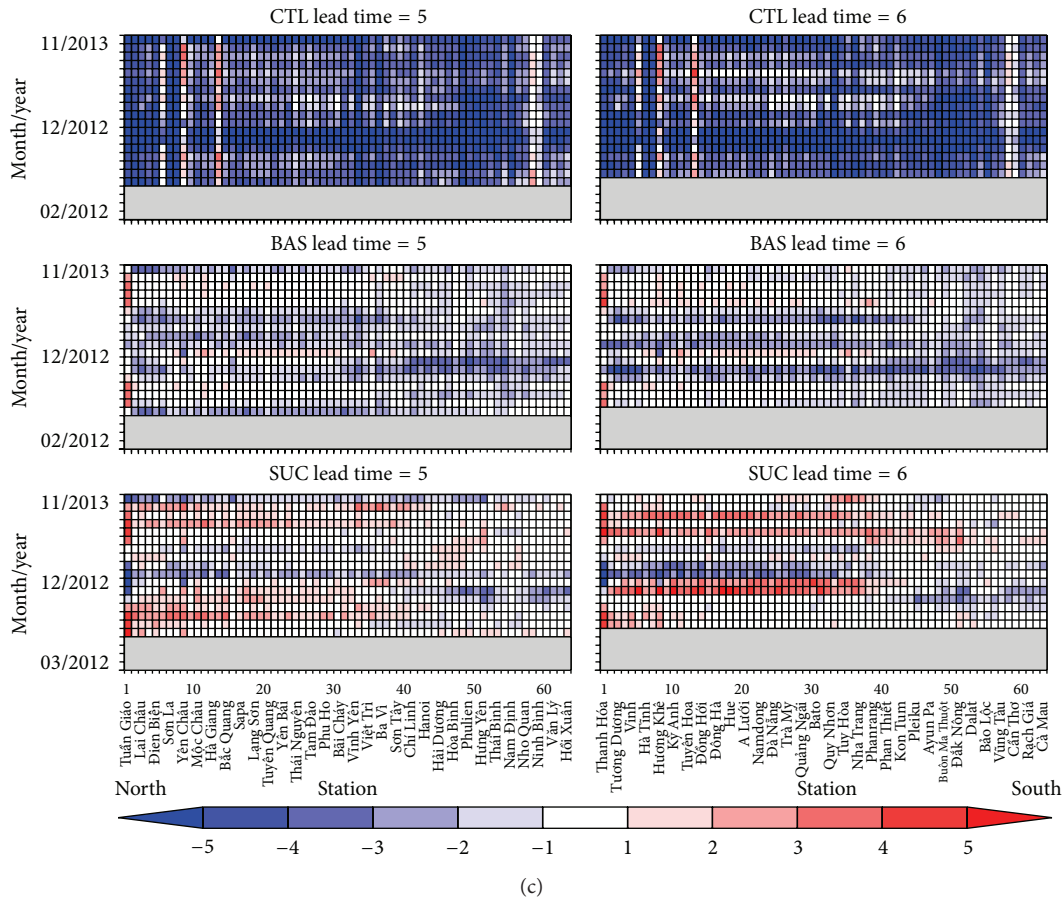 CTL lead time = 5
CTL lead time = 6
11/2013
12/2012
02/2012
Month/year
BAS lead time = 5
BAS lead time = 6
11/2013
12/2012
02/2012
Month/year
SUC lead time = 5
SUC lead time = 6
11/2013
12/2012
03/2012
Month/year
1 10 20 30 40 50 60
1 10 20 30 40 50 60
Tuần Giáo
Lai Châu
Điện Biên
Sơn La
Yên Châu
Mộc Châu
Hà Giang
Bắc Quang
Sapa
Lạng Sơn
Tuyên Quang
Yên Bái
Thái Nguyên
Tam Đảo
Phu Ho
Bãi Cháy
Vĩnh Yên
Việt Trì
Ba Vì
Sơn Tây
Chí Linh
Hanoi
Hải Dương
Hòa Bình
Phulien
Hưng Yên
Thái Bình
Nam Định
Nho Quan
Ninh Bình
Văn Lý
Hồi Xuân
Thanh Hóa
Tương Dương
Vinh
Hà Tĩnh
Hương Khê
Kỳ Anh
Tuyên Hoa
Đồng Hới
Đông Hà
Hue
A Lưới
Namdong
Đà Nẵng
Trà My
Quảng Ngãi
Bato
Quy Nhơn
Tuy Hòa
Nha Trang
Phanrang
Phan Thiết
Kon Tum
Pleiku
Ayun Pa
Buôn Ma Thuột
Đắk Nông
Dalat
Bảo Lộc
Vũng Tàu
Cần Thơ
Rạch Giá
Cà Mau
North Station Station South
−5 −4 −3 −2 −1 1 2 3 4 5
(c)